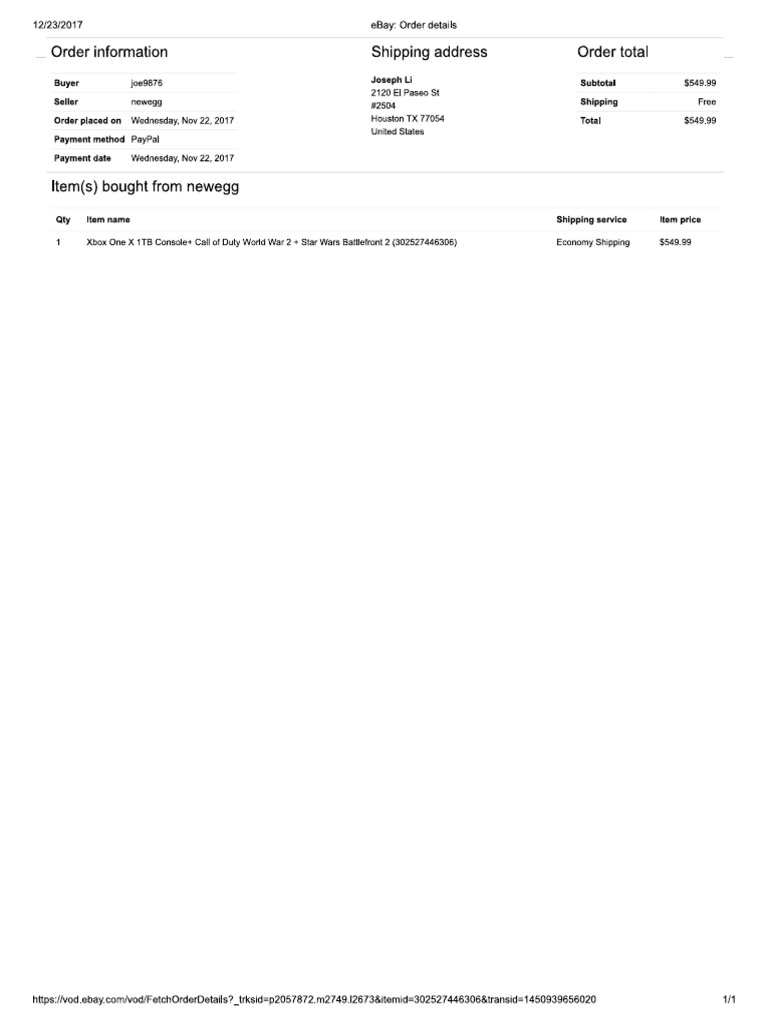 12/23/2017 eBay: Order details
Order information
Buyer joe9876
Seller newegg
Order placed on Wednesday, Nov 22, 2017
Payment method PayPal
Payment date Wednesday, Nov 22, 2017
Shipping address
Joseph Li
2120 El Paseo St
#2504
Houston TX 77054
United States
Order total
Subtotal $549.99
Shipping Free
Total $549.99
Item(s) bought from newegg
Qty Item name Shipping service Item price
1 Xbox One X 1TB Console+ Call of Duty World War 2 + Star Wars Battlefront 2 (302527446306) Economy Shipping $549.99
https://vod.ebay.com/vod/FetchOrderDetails?_trksid=p2057872.m2749.l2673&itemid=302527446306&transid=1450939656020 1/1